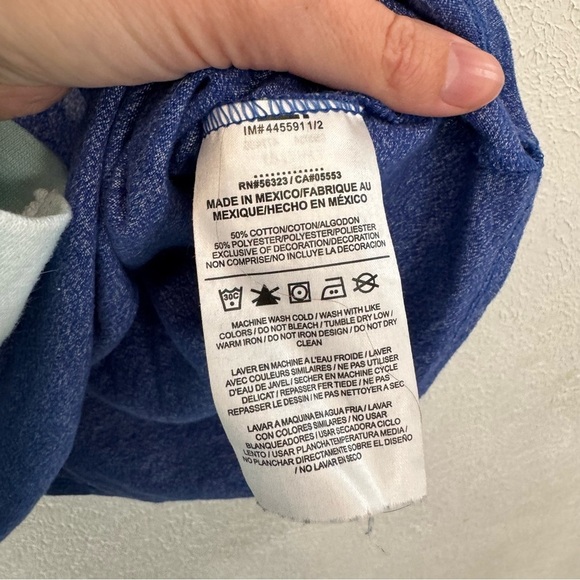 IM#4455911/2
RN#56323 / CA#05553
MADE IN MEXICO/FABRIQUE AU
MEXIQUE/HECHO EN MÉXICO
50% COTTON/COTON/ALGODON
50% POLYESTER/POLYESTER/POLIESTER
EXCLUSIVE OF DECORATION/DECORATION
NON COMPRISE/NO INCLUYE LA DECORACION
30C
MACHINE WASH COLD / WASH WITH LIKE
COLORS / DO NOT BLEACH / TUMBLE DRY LOW /
WARM IRON / DO NOT IRON DESIGN / DO NOT DRY
CLEAN
LAVER EN MACHINE A L'EAU FROIDE / LAVER
AVEC COULEURS SIMILAIRES / NE PAS UTILISER
D'EAU DE JAVEL / SECHER EN MACHINE CYCLE
DELICAT / REPASSER FER TIEDE / NE PAS
REPASSER LE DESSIN / NE PAS NETTOYER A SEC
LAVAR A MAQUINA EN AGUA FRIA / LAVAR
CON COLORES SIMILARES / NO USAR
BLANQUEADORES / USAR SECADORA CICLO
LENTO / USAR PLANCHA TEMPERATURA MEDIA /
NO PLANCHAR DIRECTAMENTE SOBRE EL DISEÑO
/ NO LAVAR EN SECO